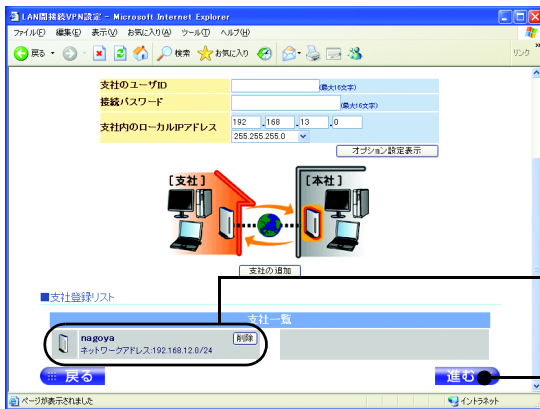 LAN間接続VPN設定 - Microsoft Internet Explorer
ファイル(F) 編集(E) 表示(V) お気に入り(A) ツール(T) ヘルプ(H)
戻る 検索 お気に入り リンク »
支社のユーザID (最大16文字)
接続パスワード (最大16文字)
支社内のローカルIPアドレス 192 .168 .13 .0
255.255.255.0
オプション設定表示
[支社] [本社]
支社の追加
■支社登録リスト
支社一覧
nagoya 削除
ネットワークアドレス:192.168.12.0/24
戻る 進む
ページが表示されました イントラネット